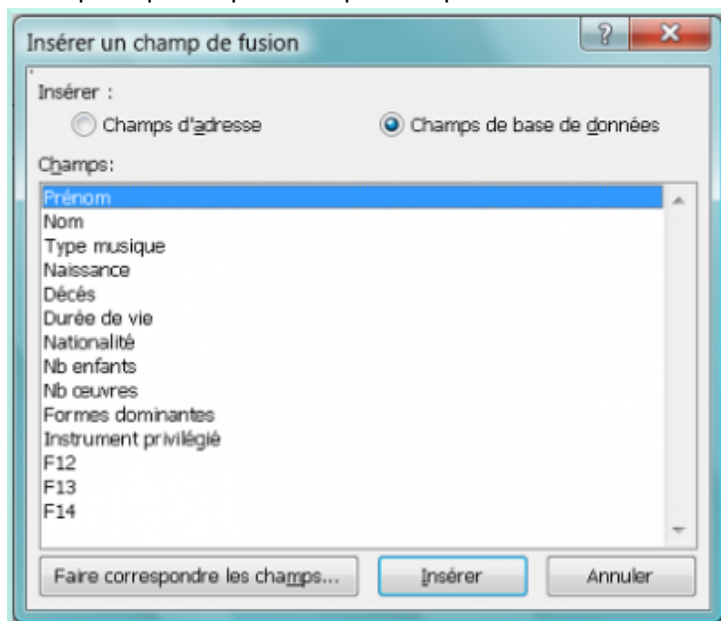 Insérer un champ de fusion
Insérer :
Champs d'adresse Champs de base de données
Champs:
Prénom
Nom
Type musique
Naissance
Décés
Durée de vie
Nationalité
Nb enfants
Nb œuvres
Formes dominantes
Instrument privilégié
F12
F13
F14
Faire correspondre les champs... Insérer Annuler